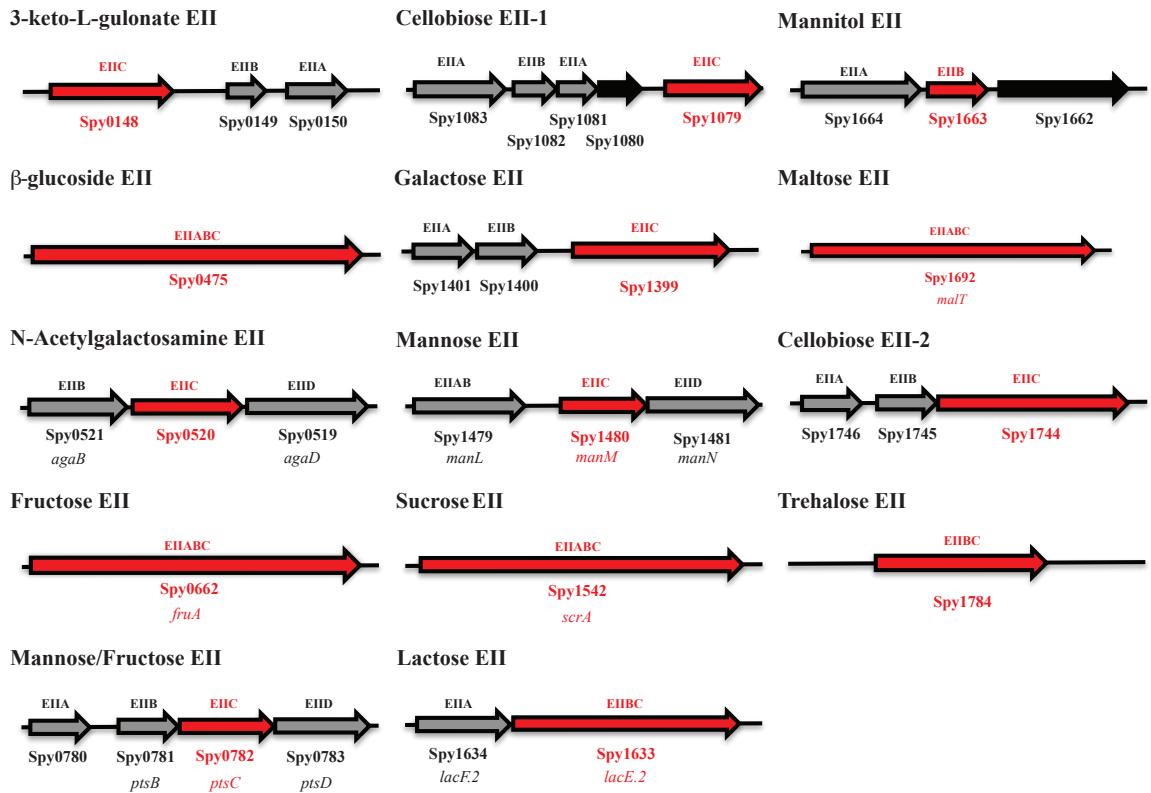 3-keto-L-gulonate EII
EIIC EIIB EIIA
Spy0148 Spy0149 Spy0150
Cellobiose EII-1
EIIA EIIB EIIA EIIC
Spy1083 Spy1081 Spy1079
Spy1082 Spy1080
Mannitol EII
EIIA EIIB
Spy1664 Spy1663 Spy1662
β-glucoside EII
EIIABC
Spy0475
Galactose EII
EIIA EIIB EIIC
Spy1401 Spy1400 Spy1399
Maltose EII
EIIABC
Spy1692
malT
N-Acetylgalactosamine EII
EIIB EIIC EIID
Spy0521 Spy0520 Spy0519
agaB agaD
Mannose EII
EIIAB EIIC EIID
Spy1479 Spy1480 Spy1481
manL manM manN
Cellobiose EII-2
EIIA EIIB EIIC
Spy1746 Spy1745 Spy1744
Fructose EII
EIIABC
Spy0662
fruA
Sucrose EII
EIIABC
Spy1542
scrA
Trehalose EII
EIIBC
Spy1784
Mannose/Fructose EII
EIIA EIIB EIIC EIID
Spy0780 Spy0781 Spy0782 Spy0783
ptsB ptsC ptsD
Lactose EII
EIIA EIIBC
Spy1634 Spy1633
lacF.2 lacE.2